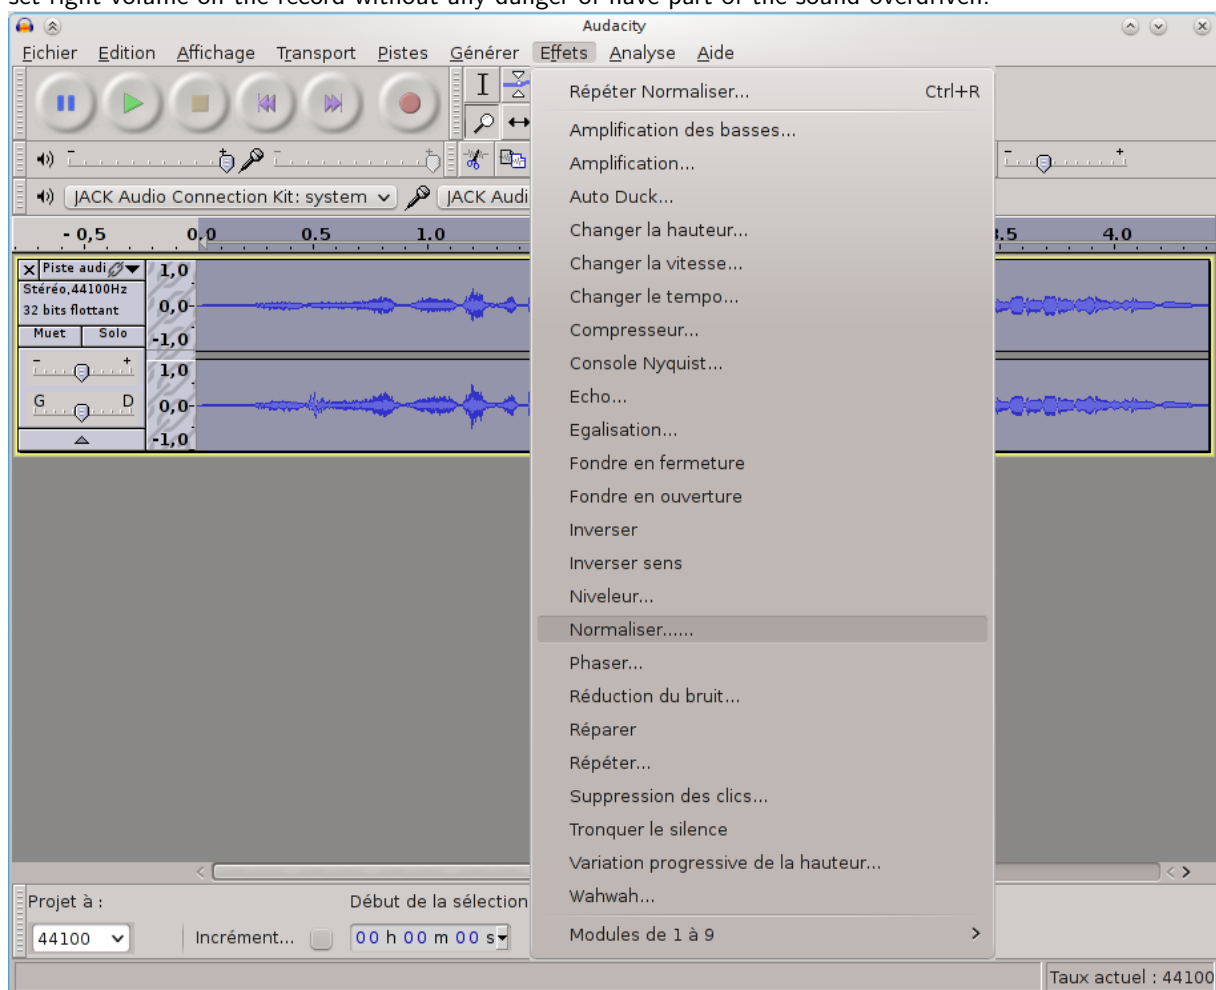 set right volume on the record without any danger of have part of the sound overdriven.
Audacity
Fichier Edition Affichage Transport Pistes Générer Effets Analyse Aide
Répéter Normaliser... Ctrl+R
Amplification des basses...
Amplification...
Auto Duck...
JACK Audio Connection Kit: system JACK Audi
Changer la hauteur...
- 0,5 0,0 0.5 1.0 3.5 4.0
Changer la vitesse...
Changer le tempo...
Compresseur...
Console Nyquist...
Echo...
Egalisation...
Fondre en fermeture
Fondre en ouverture
Inverser
Inverser sens
Niveleur...
Normaliser......
Phaser...
Réduction du bruit...
Réparer
Répéter...
Suppression des clics...
Tronquer le silence
Variation progressive de la hauteur...
Wahwah...
Modules de 1 à 9
Piste audi
Stéréo,44100Hz
32 bits flottant
Muet Solo
- +
G D
1,0
0,0-
-1,0
1,0
0,0-
-1,0
Projet à : Début de la sélection
44100 Incrément... 00 h 00 m 00 s
Taux actuel : 44100